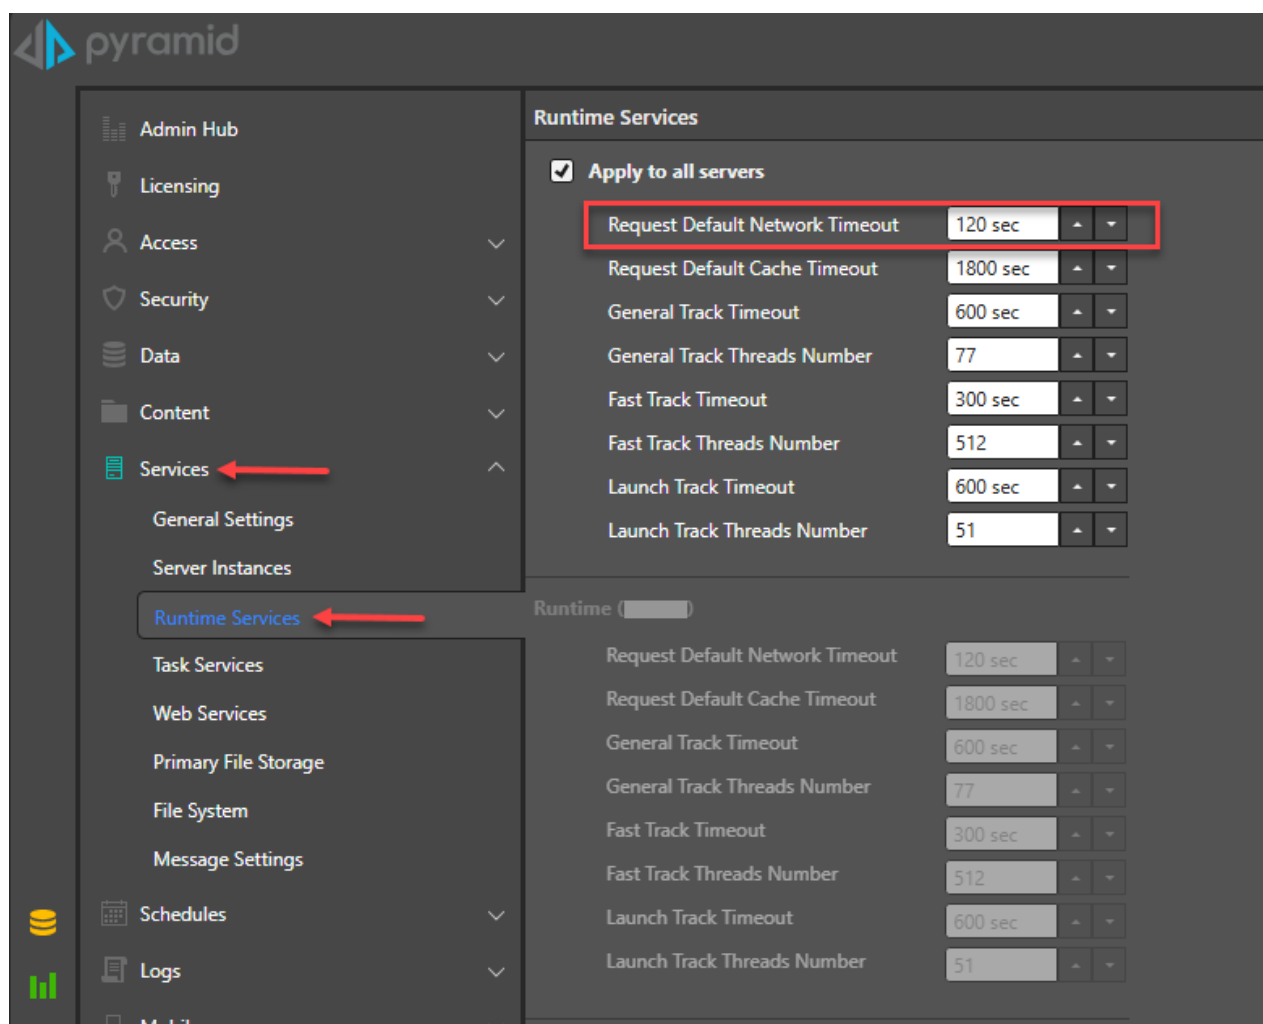 pyramid
Admin Hub
Licensing
Access
Security
Data
Content
Services
General Settings
Server Instances
Runtime Services
Task Services
Web Services
Primary File Storage
File System
Message Settings
Schedules
Logs
Runtime Services
Apply to all servers
Request Default Network Timeout 120 sec
Request Default Cache Timeout 1800 sec
General Track Timeout 600 sec
General Track Threads Number 77
Fast Track Timeout 300 sec
Fast Track Threads Number 512
Launch Track Timeout 600 sec
Launch Track Threads Number 51
Runtime ( )
Request Default Network Timeout 120 sec
Request Default Cache Timeout 1800 sec
General Track Timeout 600 sec
General Track Threads Number 77
Fast Track Timeout 300 sec
Fast Track Threads Number 512
Launch Track Timeout 600 sec
Launch Track Threads Number 51